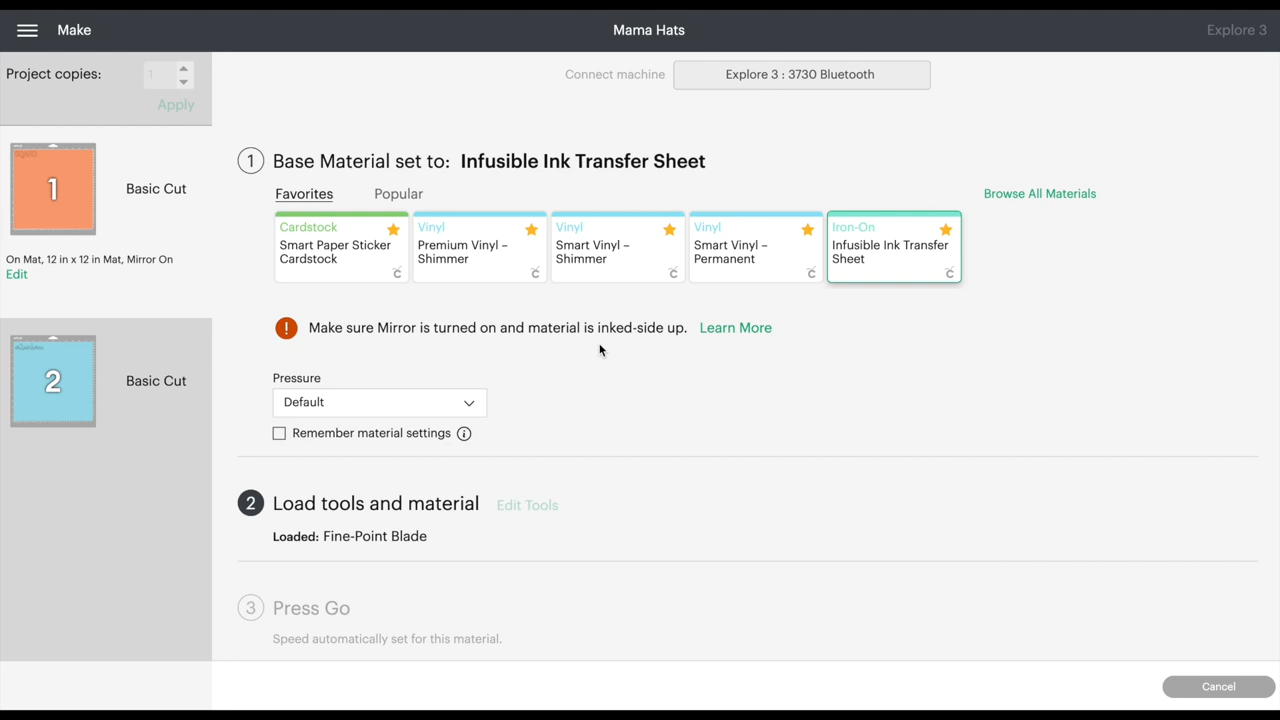 Make
Mama Hats
Explore 3
Project copies:
1
Apply
Connect machine
Explore 3 : 3730 Bluetooth
1
Basic Cut
On Mat, 12 in x 12 in Mat, Mirror On
Edit
2
Basic Cut
1 Base Material set to: Infusible Ink Transfer Sheet
Favorites
Popular
Browse All Materials
Cardstock
Smart Paper Sticker
Cardstock
Vinyl
Premium Vinyl –
Shimmer
Vinyl
Smart Vinyl –
Shimmer
Vinyl
Smart Vinyl –
Permanent
Iron-On
Infusible Ink Transfer
Sheet
! Make sure Mirror is turned on and material is inked-side up. Learn More
Pressure
Default
Remember material settings i
2 Load tools and material Edit Tools
Loaded: Fine-Point Blade
3 Press Go
Speed automatically set for this material.
Cancel